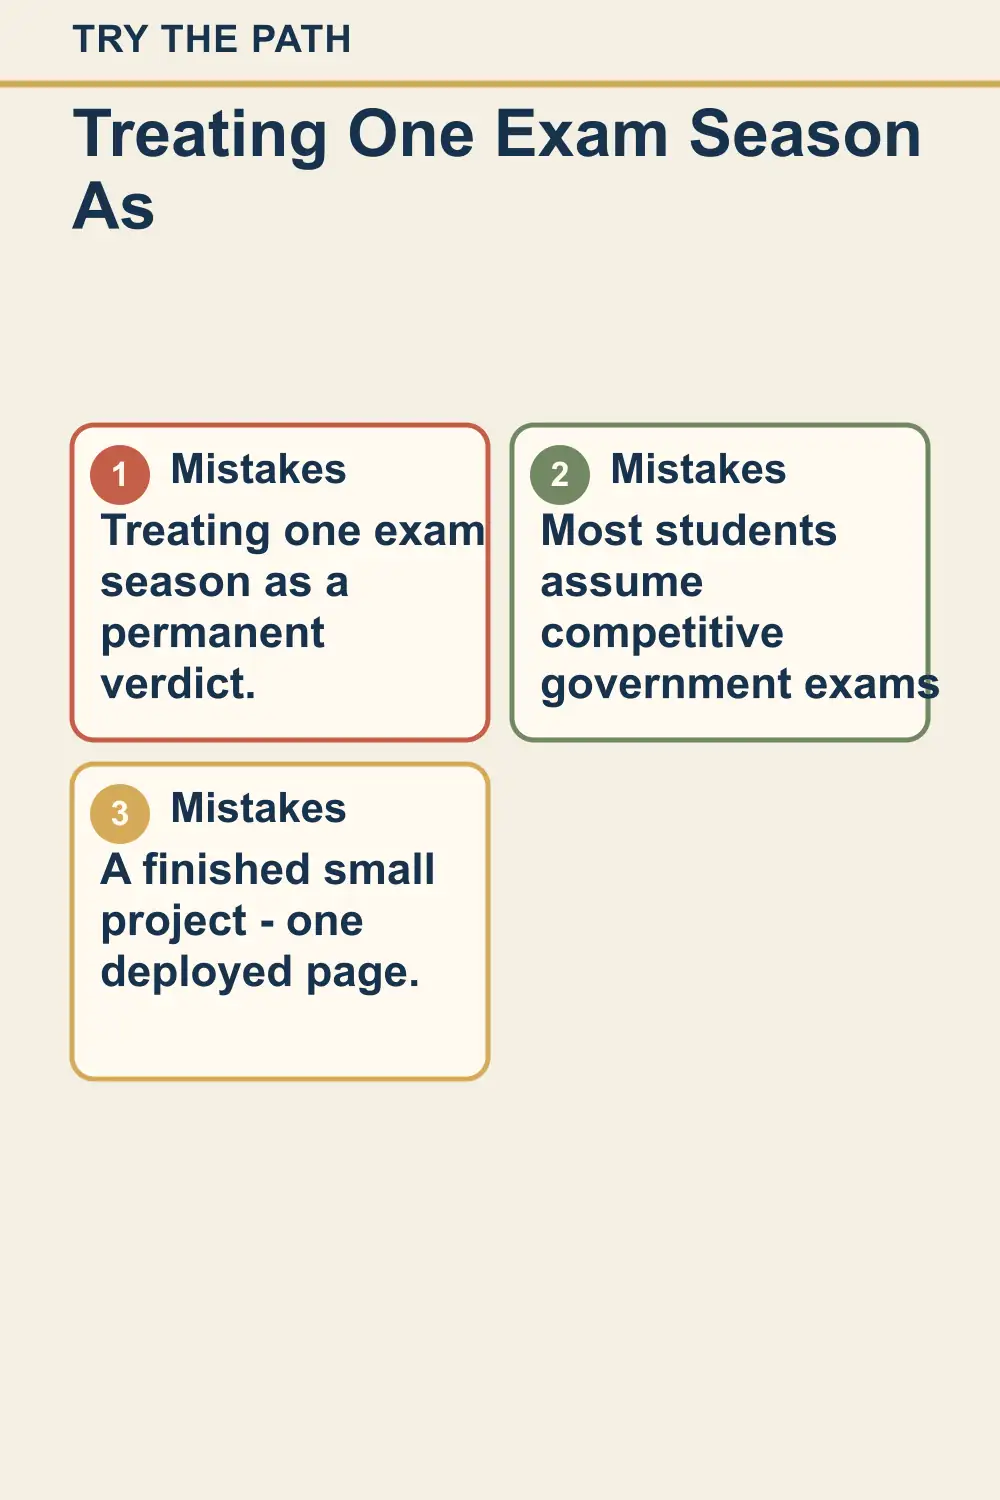 TRY THE PATH
Treating One Exam Season
As
1 Mistakes
Treating one exam
season as a
permanent
verdict.
2 Mistakes
Most students
assume
competitive
government exams
3 Mistakes
A finished small
project - one
deployed page.